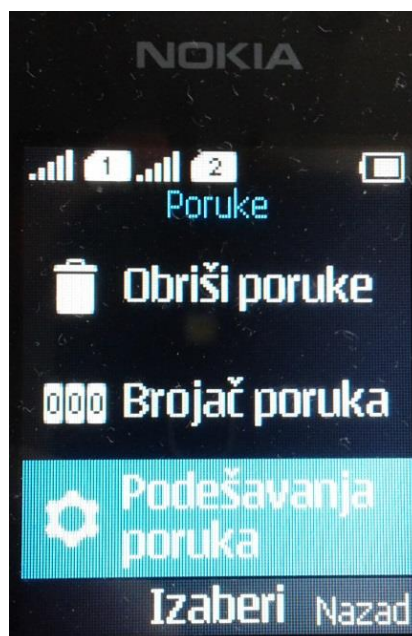 NOKIA
1 2
Poruke
Obriši poruke
000 Brojač poruka
Podešavanja
poruka
Izaberi Nazad